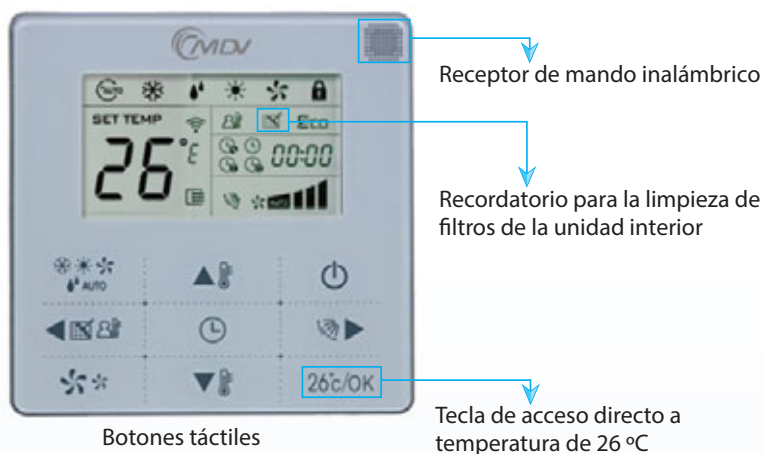 MDV
AUTO
SET TEMP
Eco
26°c
00:00
Receptor de mando inalámbrico
Recordatorio para la limpieza de
filtros de la unidad interior
AUTO
26°c/OK
Tecla de acceso directo a
temperatura de 26 ºC
Botones táctiles